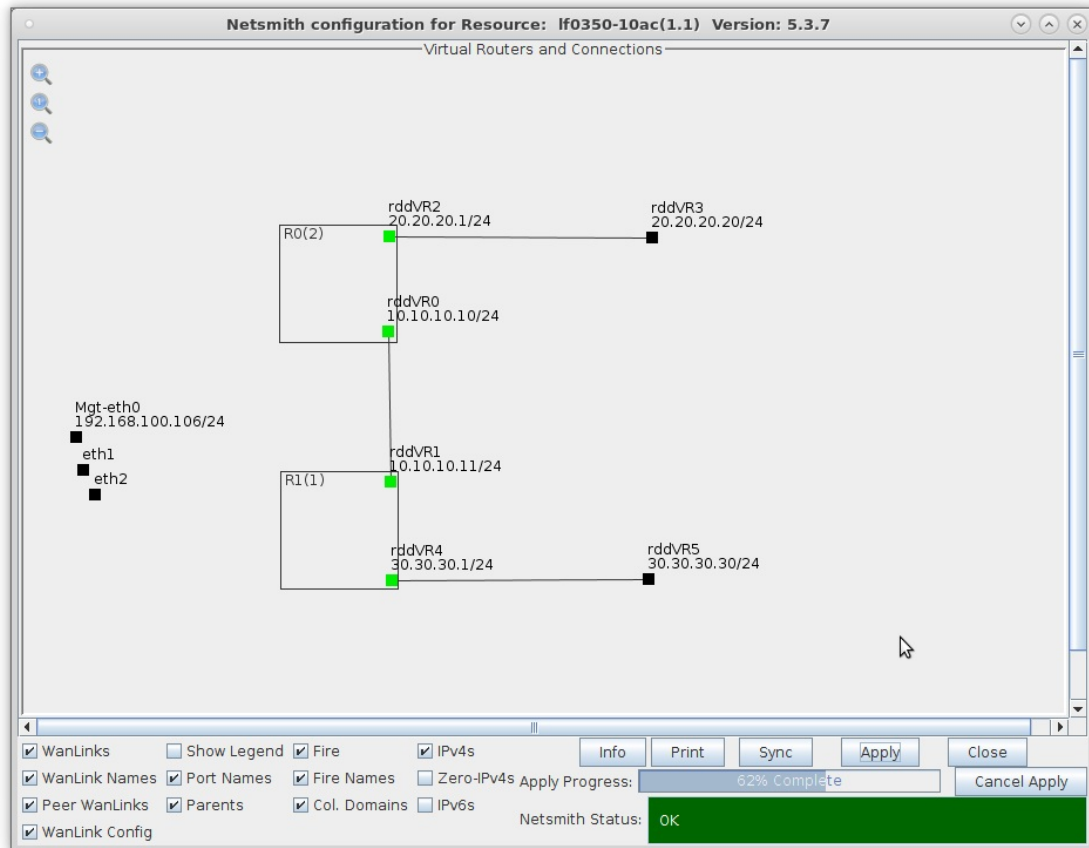 Netsmith configuration for Resource: lf0350-10ac(1.1) Version: 5.3.7
Virtual Routers and Connections
rddVR2
20.20.20.1/24
rddVR3
20.20.20.20/24
R0(2)
rddVR0
10.10.10.10/24
Mgt-eth0
192.168.100.106/24
eth1
eth2
rddVR1
10.10.10.11/24
R1(1)
rddVR4
30.30.30.1/24
rddVR5
30.30.30.30/24
WanLinks Show Legend Fire IPv4s Info Print Sync Apply Close
WanLink Names Port Names Fire Names Zero-IPv4s Apply Progress: 62% Complete Cancel Apply
Peer WanLinks Parents Col. Domains IPv6s
Netsmith Status: OK
WanLink Config